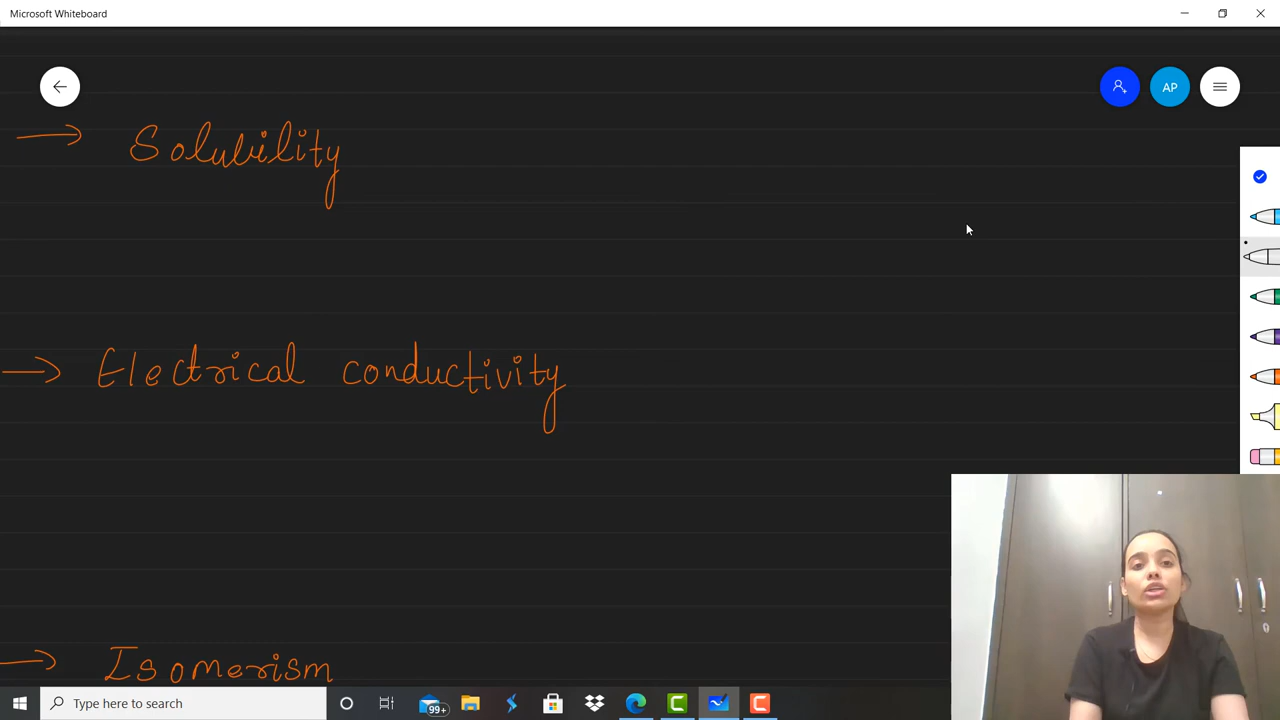 Microsoft Whiteboard
AP
→ Solubility
→ Electrical conductivity
→ Isomerism
99+
Type here to search